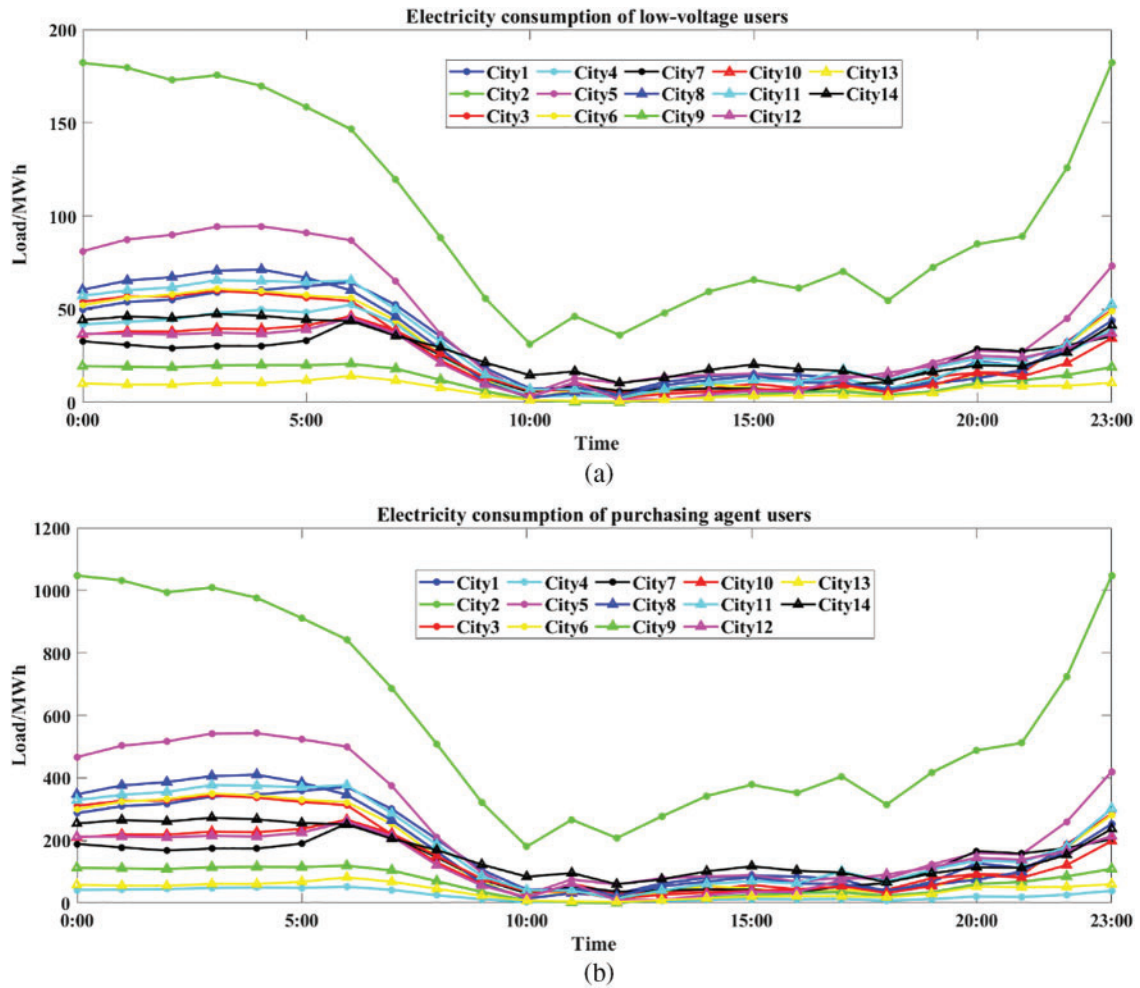 Electricity consumption of low-voltage users
200
150
100
50
0
Load/MWh
City1 City4 City7 City10 City13
City2 City5 City8 City11 City14
City3 City6 City9 City12
0:00 5:00 10:00 15:00 20:00 23:00
Time
(a)
Electricity consumption of purchasing agent users
1200
1000
800
600
400
200
0
Load/MWh
City1 City4 City7 City10 City13
City2 City5 City8 City11 City14
City3 City6 City9 City12
0:00 5:00 10:00 15:00 20:00 23:00
Time
(b)